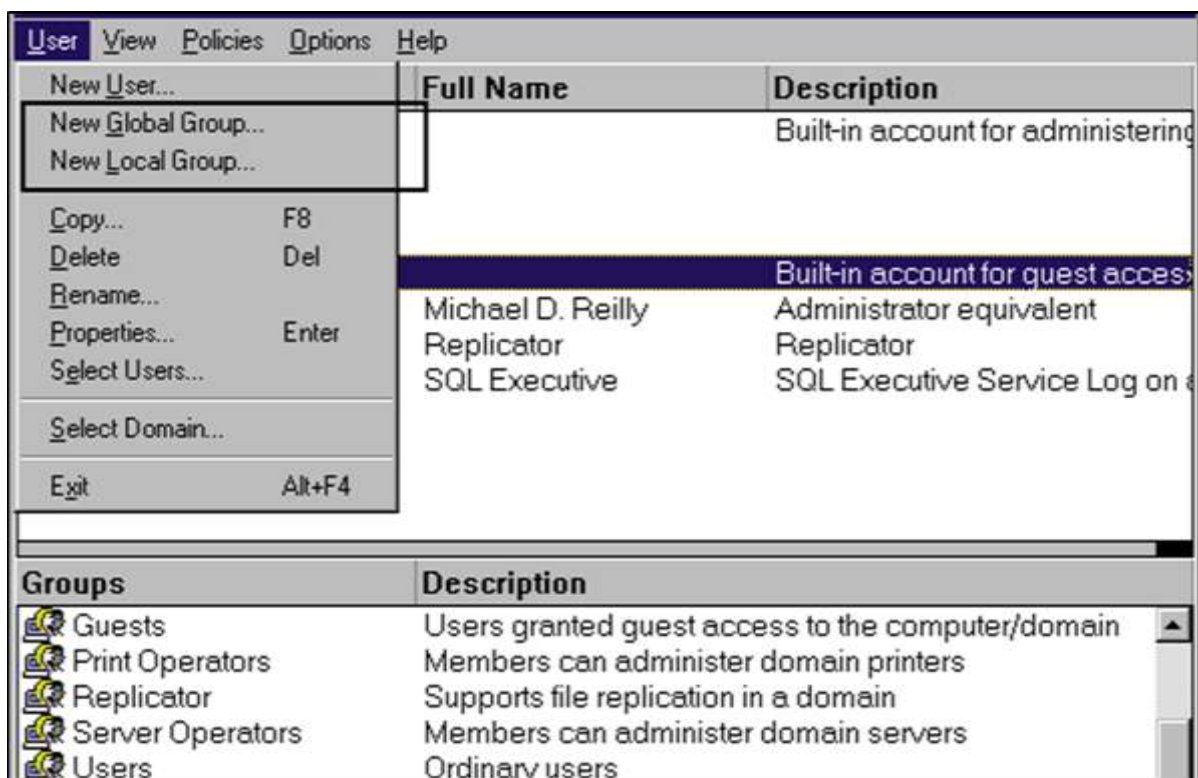 User View Policies Options Help
New User...
New Global Group...
New Local Group...
Copy... F8
Delete Del
Rename...
Properties... Enter
Select Users...
Select Domain...
Exit Alt+F4
Full Name Description
Built-in account for administering
Built-in account for guest access
Michael D. Reilly Administrator equivalent
Replicator Replicator
SQL Executive SQL Executive Service Log on
Groups Description
Guests Users granted guest access to the computer/domain
Print Operators Members can administer domain printers
Replicator Supports file replication in a domain
Server Operators Members can administer domain servers
Users Ordinary users